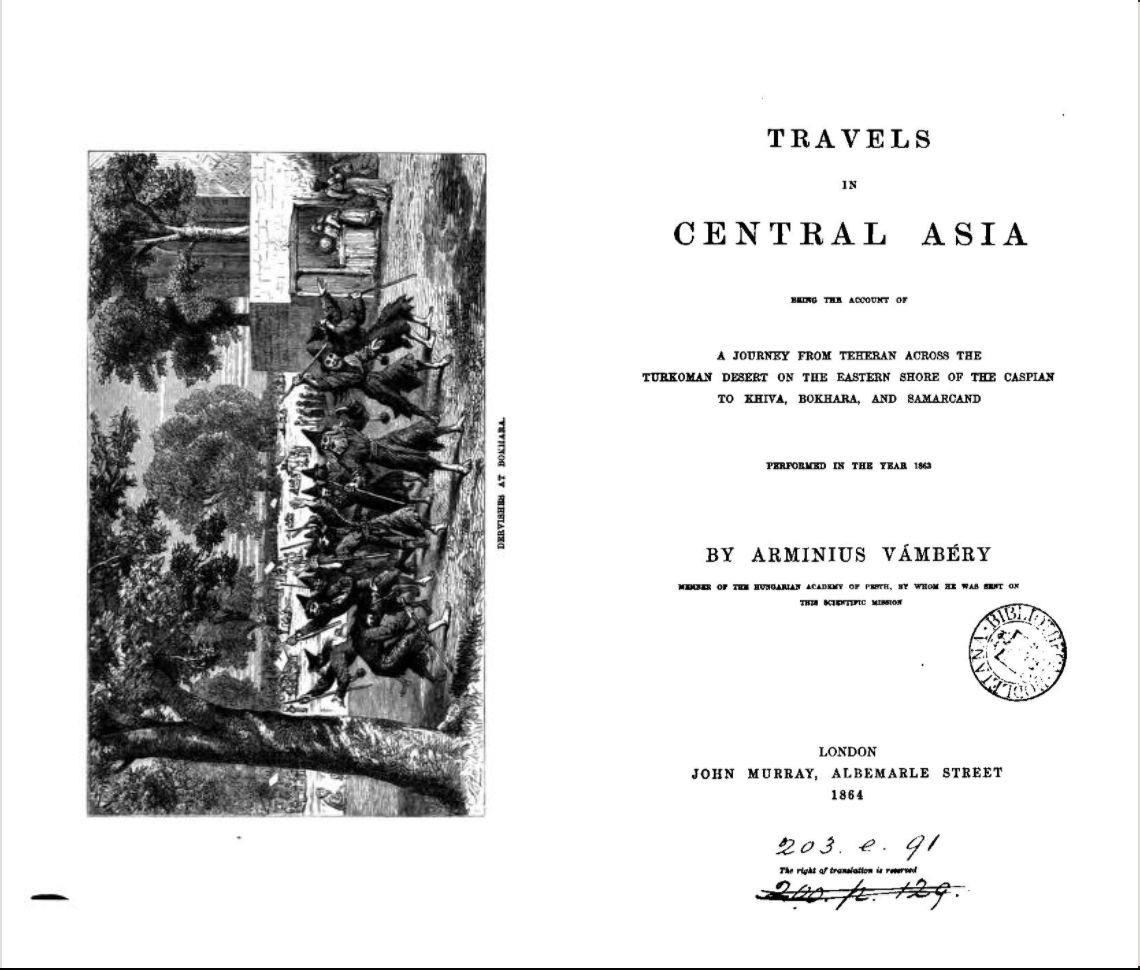 DERVISHES AT BOKHARA.
TRAVELS
IN
CENTRAL ASIA
BEING THE ACCOUNT OF
A JOURNEY FROM TEHERAN ACROSS THE
TURKOMAN DESERT ON THE EASTERN SHORE OF THE CASPIAN
TO KHIVA, BOKHARA, AND SAMARCAND
PERFORMED IN THE YEAR 1863
BY ARMINIUS VÁMBÉRY
MEMBER OF THE HUNGARIAN ACADEMY OF PESTH, BY WHOM HE WAS SENT ON
THIS SCIENTIFIC MISSION
BIBLIOTHECA BODLEIANA
LONDON
JOHN MURRAY, ALBEMARLE STREET
1864
203. e. 91
The right of translation is reserved
200. h. 129.